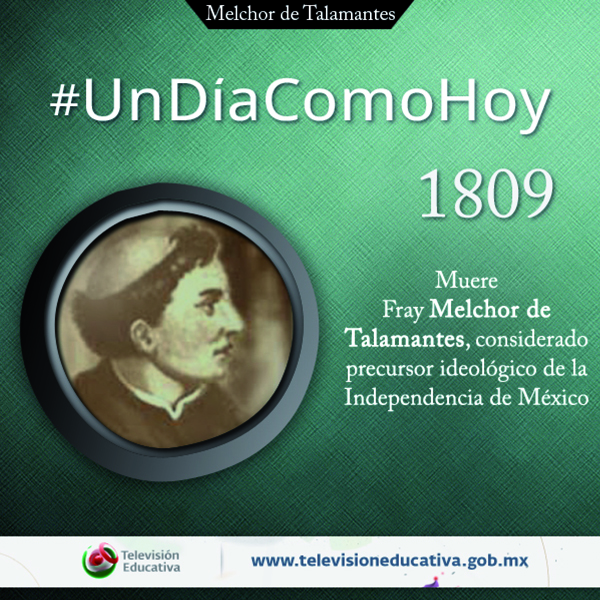 Melchor de Talamantes
#UnDíaComoHoy
1809
Muere
Fray Melchor de
Talamantes, considerado
precursor ideológico de la
Independencia de México
Televisión
Educativa
www.televisioneducativa.gob.mx